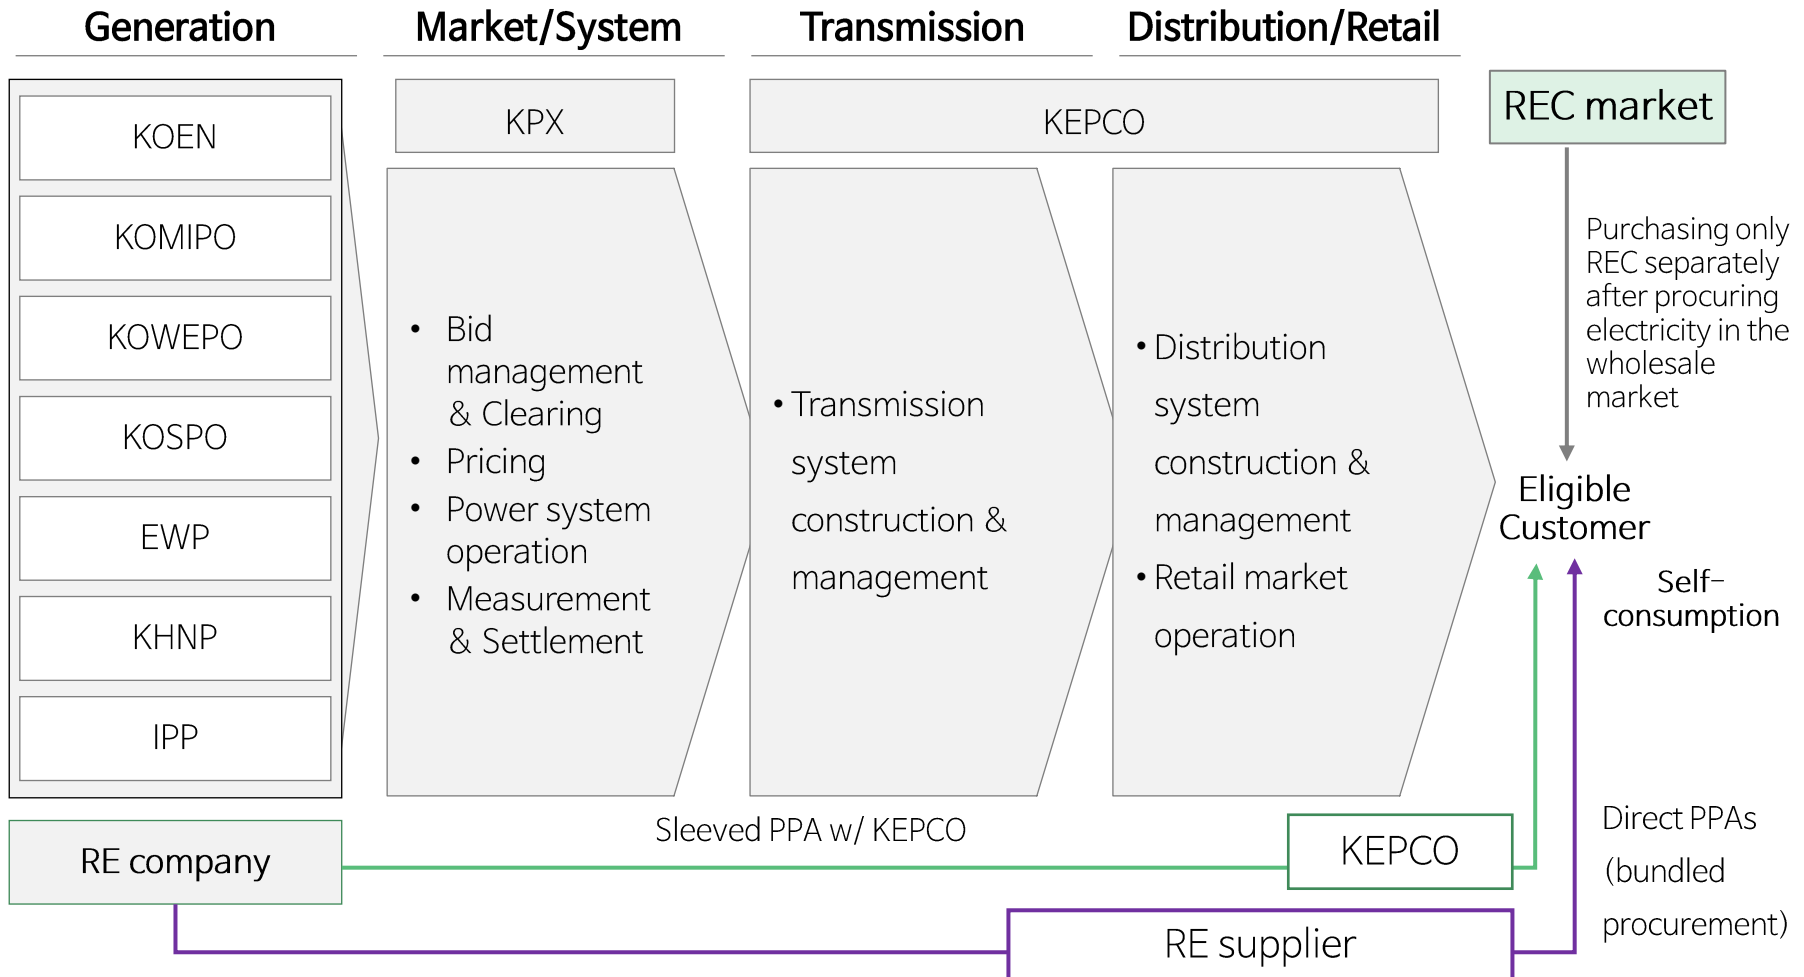 Generation
Market/System
Transmission
Distribution/Retail
KOEN
KOMIPO
KOWEPO
KOSPO
EWP
KHNP
IPP
KPX
• Bid
management
& Clearing
• Pricing
• Power system
operation
• Measurement
& Settlement
KEPCO
• Transmission
system
construction &
management
• Distribution
system
construction &
management
• Retail market
operation
REC market
Purchasing only
REC separately
after procuring
electricity in the
wholesale
market
Eligible
Customer
Self-
consumption
RE company
Sleeved PPA w/ KEPCO
KEPCO
RE supplier
Direct PPAs
(bundled
procurement)